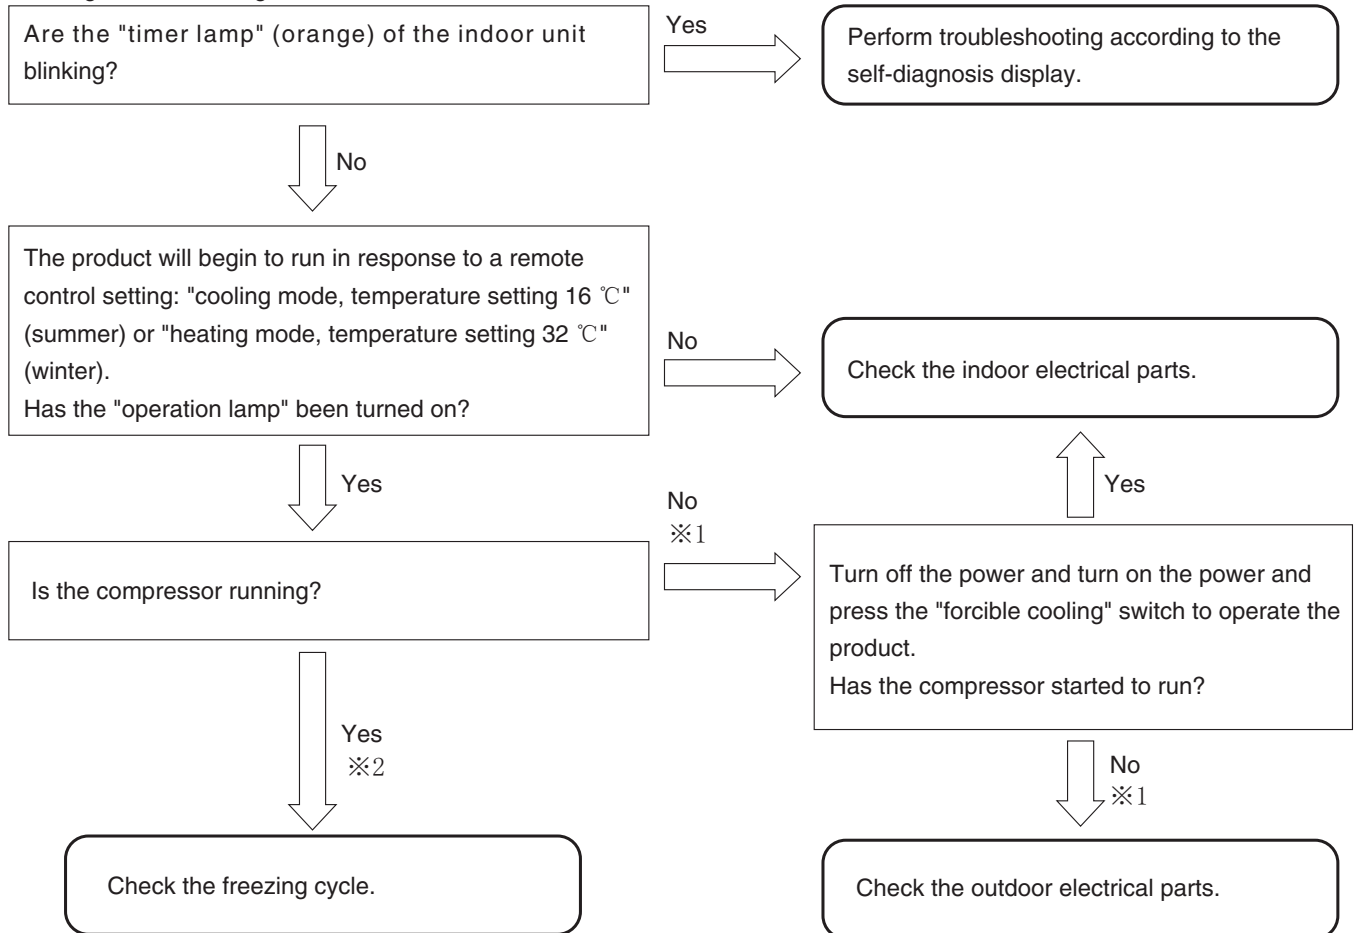 Are the "timer lamp" (orange) of the indoor unit
blinking?
Yes
Perform troubleshooting according to the
self-diagnosis display.
No
The product will begin to run in response to a remote
control setting: "cooling mode, temperature setting 16 ℃"
(summer) or "heating mode, temperature setting 32 ℃"
(winter).
Has the "operation lamp" been turned on?
No
Check the indoor electrical parts.
Yes
Yes
Is the compressor running?
No
※1
Turn off the power and turn on the power and
press the "forcible cooling" switch to operate the
product.
Has the compressor started to run?
Yes
※2
No
※1
Check the freezing cycle.
Check the outdoor electrical parts.